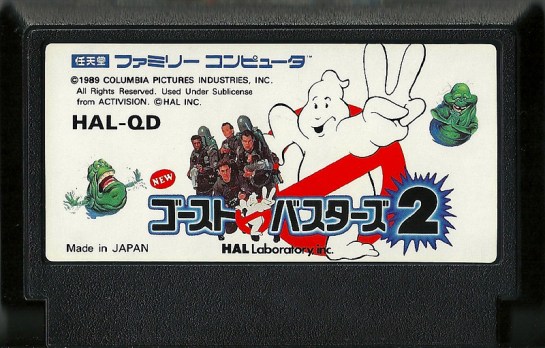 任天堂 ファミリー コンピュータ™
©1989 COLUMBIA PICTURES INDUSTRIES, INC.
All Rights Reserved. Used Under Sublicense
from ACTIVISION. ©HAL INC.
HAL-QD
NEW
ゴーストバスターズ2
Made in JAPAN
HAL Laboratory, inc.